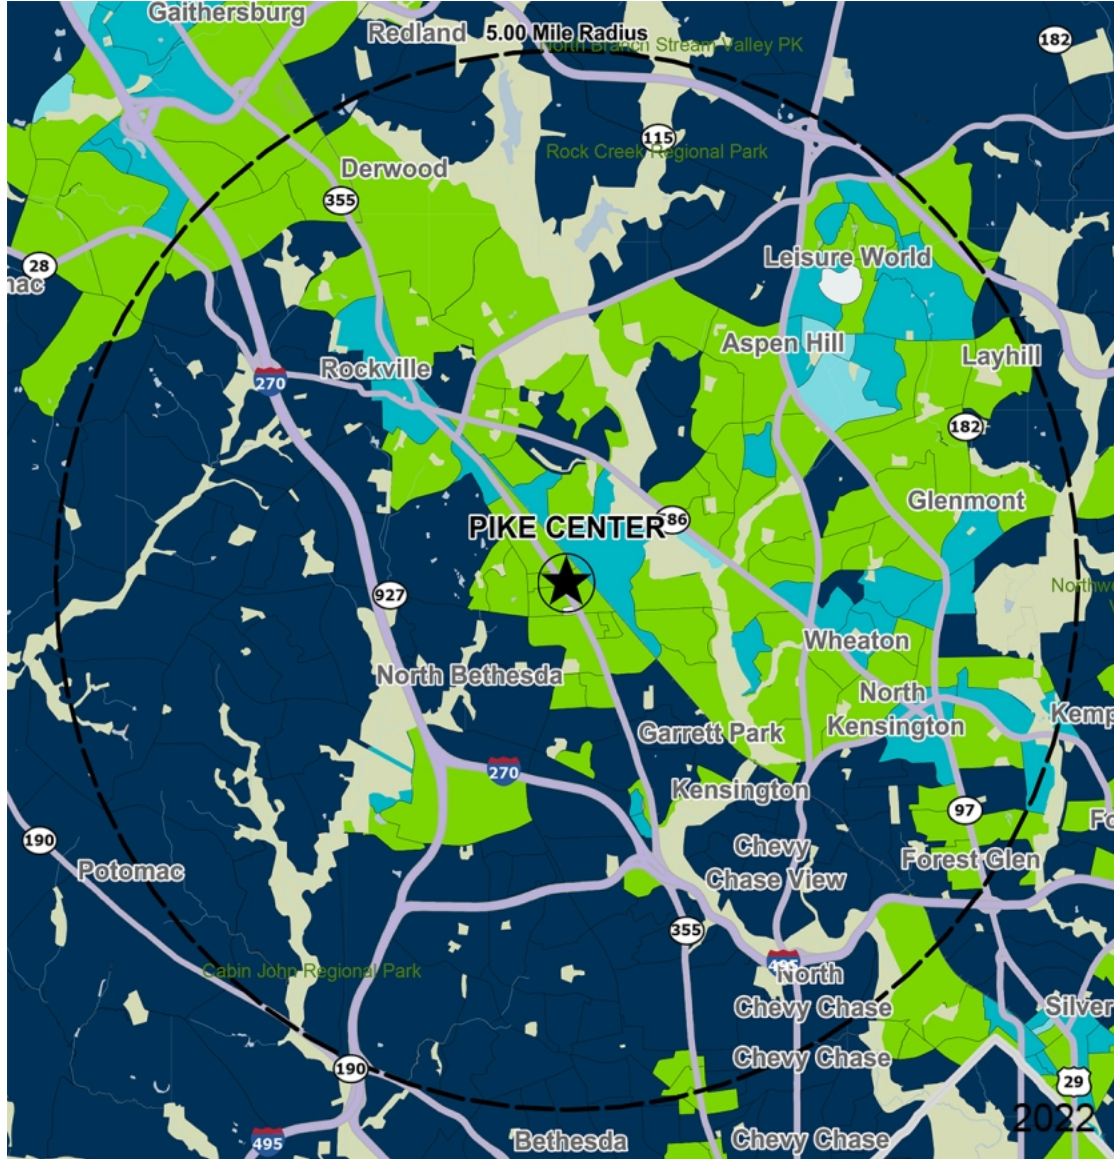 Gaithersburg
Redland
5.00 Mile Radius
North Branch Stream Valley PK
182
115
Rock Creek Regional Park
Derwood
355
28
Leisure World
Aspen Hill
Layhill
Rockville
270
182
Glenmont
PIKE CENTER
927
Wheaton
North Bethesda
North
Kensington
Garrett Park
270
Kensington
97
190
Chevy
Chase View
Forest Glen
Potomac
355
495
Cabin John Regional Park
North
Chevy Chase
Silver
Chevy Chase
190
29
2022
495
Bethesda
Chevy Chase